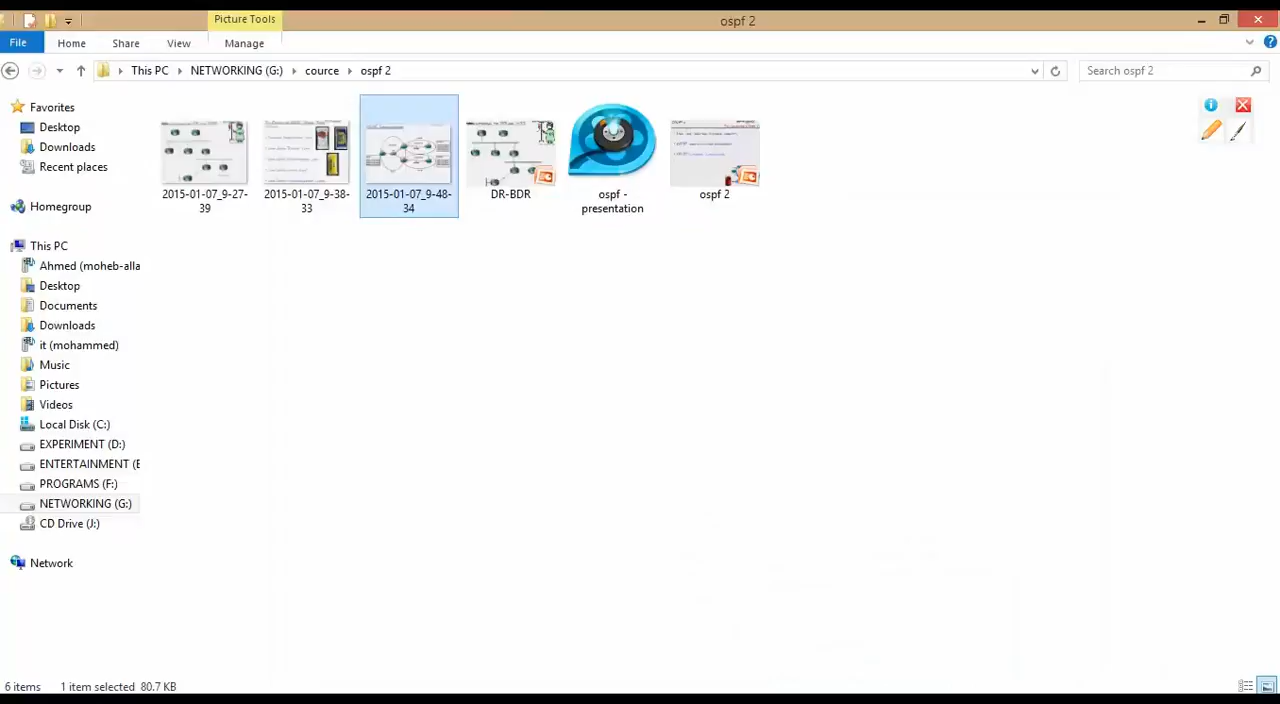 Picture Tools
ospf 2
File
Home
Share
View
Manage
This PC
NETWORKING (G:)
cource
ospf 2
Search ospf 2
Favorites
Desktop
Downloads
Recent places
Homegroup
This PC
Ahmed (moheb-alla
Desktop
Documents
Downloads
it (mohammed)
Music
Pictures
Videos
Local Disk (C:)
EXPERIMENT (D:)
ENTERTAINMENT (E
PROGRAMS (F:)
NETWORKING (G:)
CD Drive (J:)
Network
2015-01-07_9-27-
39
2015-01-07_9-38-
33
2015-01-07_9-48-
34
DR-BDR
ospf -
presentation
ospf 2
6 items
1 item selected 80.7 KB